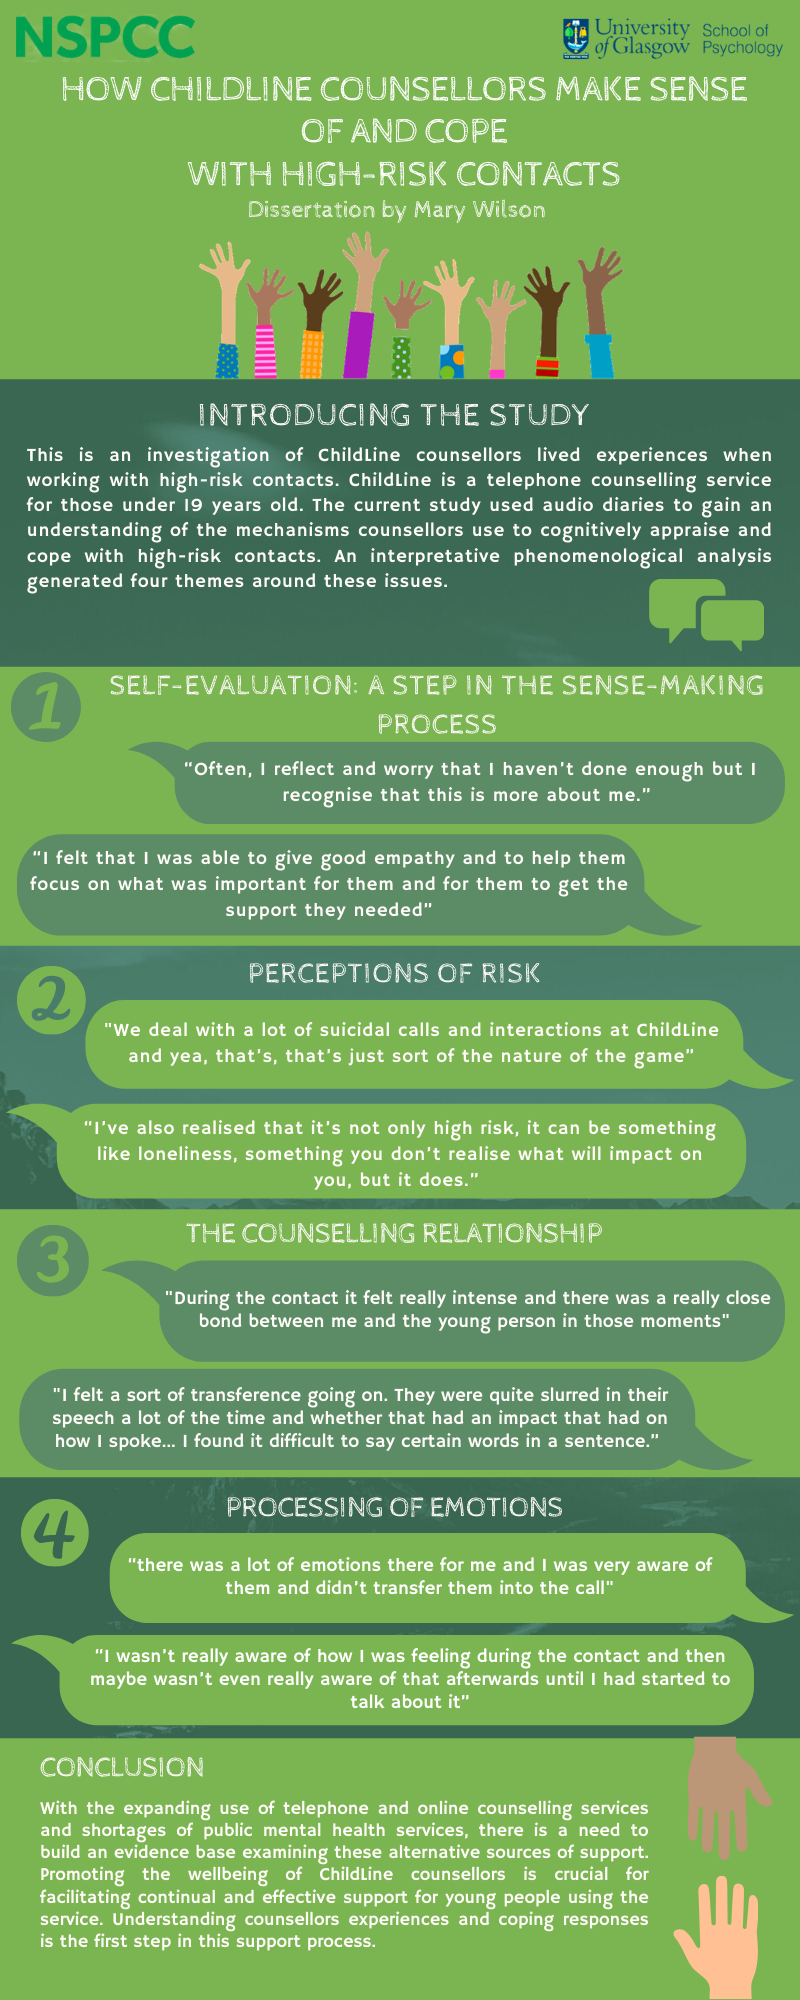 NSPCC
University
of Glasgow
School of
Psychology
HOW CHILDLINE COUNSELLORS MAKE SENSE
OF AND COPE
WITH HIGH-RISK CONTACTS
Dissertation by Mary Wilson
INTRODUCING THE STUDY
This is an investigation of ChildLine counsellors lived experiences when
working with high-risk contacts. ChildLine is a telephone counselling service
for those under 19 years old. The current study used audio diaries to gain an
understanding of the mechanisms counsellors use to cognitively appraise and
cope with high-risk contacts. An interpretative phenomenological analysis
generated four themes around these issues.
1
SELF-EVALUATION: A STEP IN THE SENSE-MAKING
PROCESS
“Often, I reflect and worry that I haven't done enough but I
recognise that this is more about me.”
“I felt that I was able to give good empathy and to help them
focus on what was important for them and for them to get the
support they needed”
2
PERCEPTIONS OF RISK
"We deal with a lot of suicidal calls and interactions at ChildLine
and yea, that's, that's just sort of the nature of the game”
“I've also realised that it's not only high risk, it can be something
like loneliness, something you don't realise what will impact on
you, but it does.”
3
THE COUNSELLING RELATIONSHIP
"During the contact it felt really intense and there was a really close
bond between me and the young person in those moments"
"I felt a sort of transference going on. They were quite slurred in their
speech a lot of the time and whether that had an impact that had on
how I spoke... I found it difficult to say certain words in a sentence.”
4
PROCESSING OF EMOTIONS
“there was a lot of emotions there for me and I was very aware of
them and didn't transfer them into the call"
“I wasn't really aware of how I was feeling during the contact and then
maybe wasn't even really aware of that afterwards until I had started to
talk about it”
CONCLUSION
With the expanding use of telephone and online counselling services
and shortages of public mental health services, there is a need to
build an evidence base examining these alternative sources of support.
Promoting the wellbeing of ChildLine counsellors is crucial for
facilitating continual and effective support for young people using the
service. Understanding counsellors experiences and coping responses
is the first step in this support process.